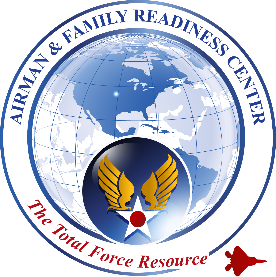 AIRMAN & FAMILY READINESS CENTER
The Total Force Resource